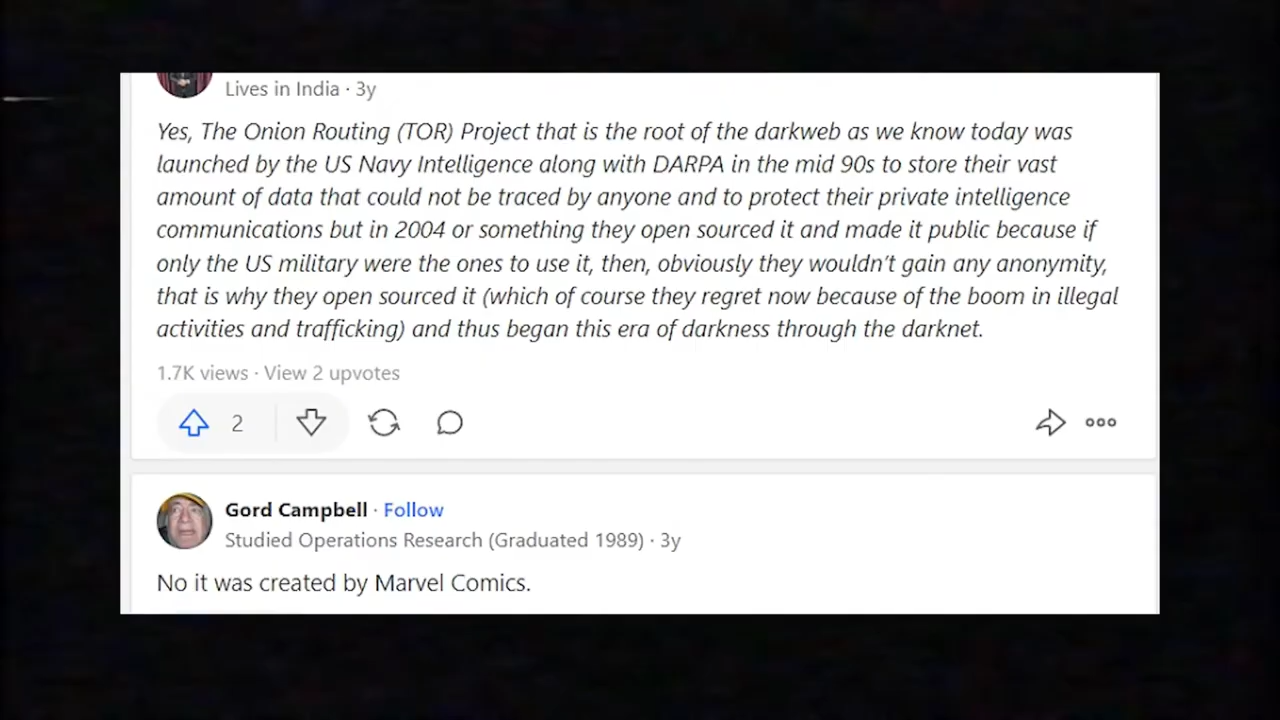 Lives in India · 3y
Yes, The Onion Routing (TOR) Project that is the root of the darkweb as we know today was
launched by the US Navy Intelligence along with DARPA in the mid 90s to store their vast
amount of data that could not be traced by anyone and to protect their private intelligence
communications but in 2004 or something they open sourced it and made it public because if
only the US military were the ones to use it, then, obviously they wouldn't gain any anonymity,
that is why they open sourced it (which of course they regret now because of the boom in illegal
activities and trafficking) and thus began this era of darkness through the darknet.
1.7K views · View 2 upvotes
2
Gord Campbell · Follow
Studied Operations Research (Graduated 1989) · 3y
No it was created by Marvel Comics.